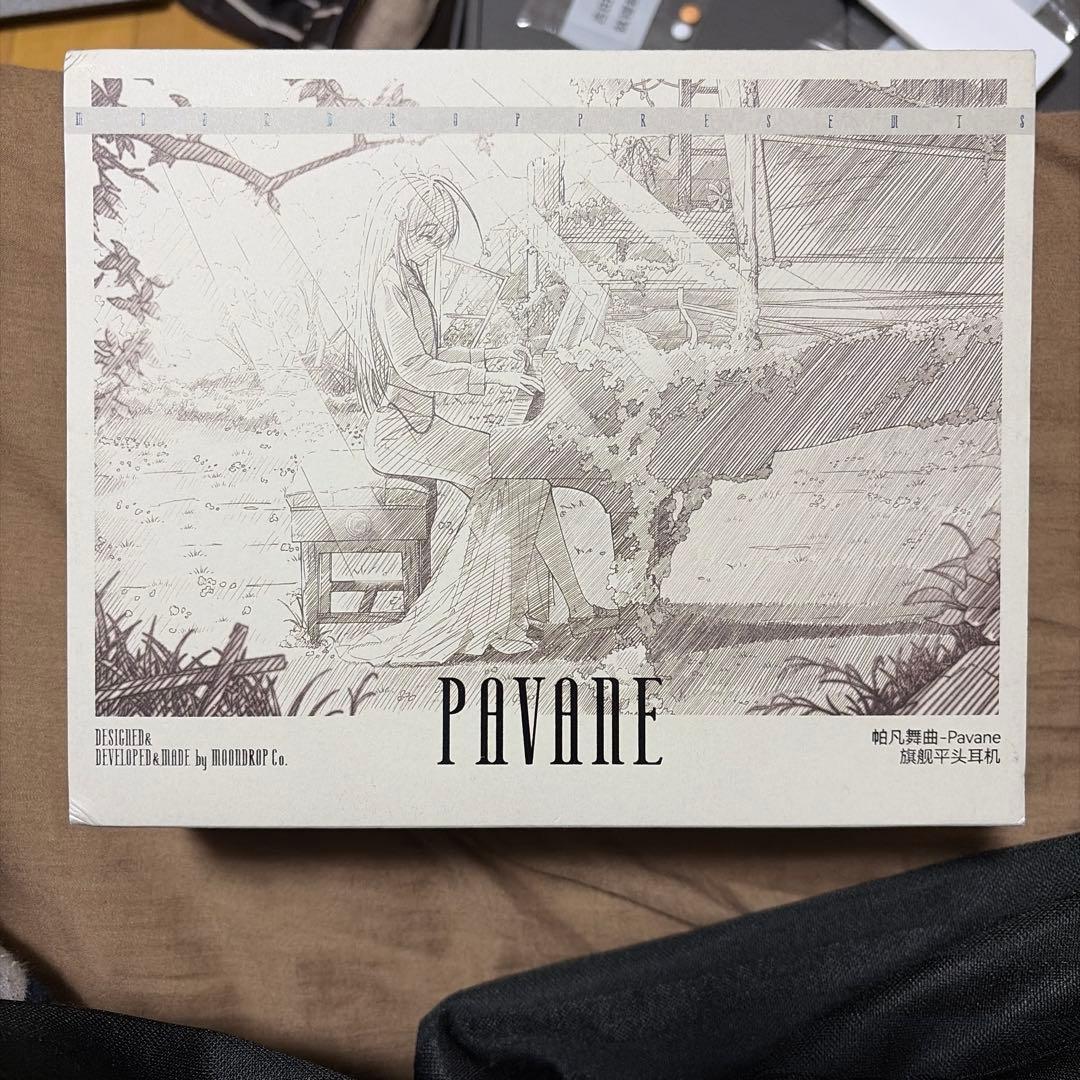 MOONDROP PRESENTS
PAVANE
DESIGNED&
DEVELOPED&MADE by MOONDROP Co.
帕凡舞曲-Pavane
旗舰平头耳机